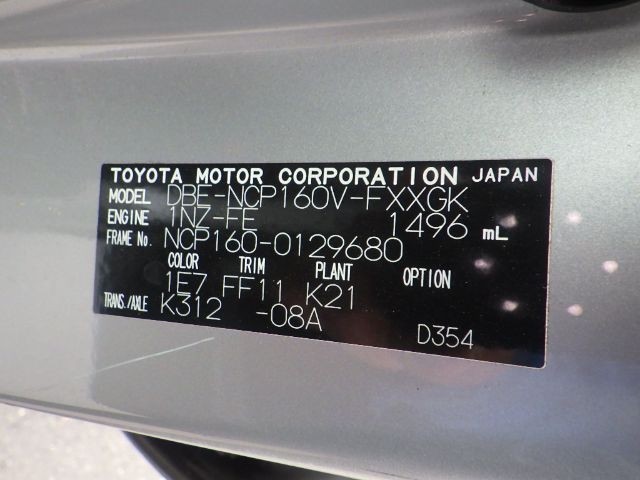 TOYOTA MOTOR CORPORATION JAPAN
MODEL DBE-NCP160V-FXXGK
ENGINE 1NZ-FE 1496 mL
FRAME No. NCP160-0129680
COLOR TRIM PLANT OPTION
1E7 FF11 K21
TRANS./AXLE K312 -08A
D354